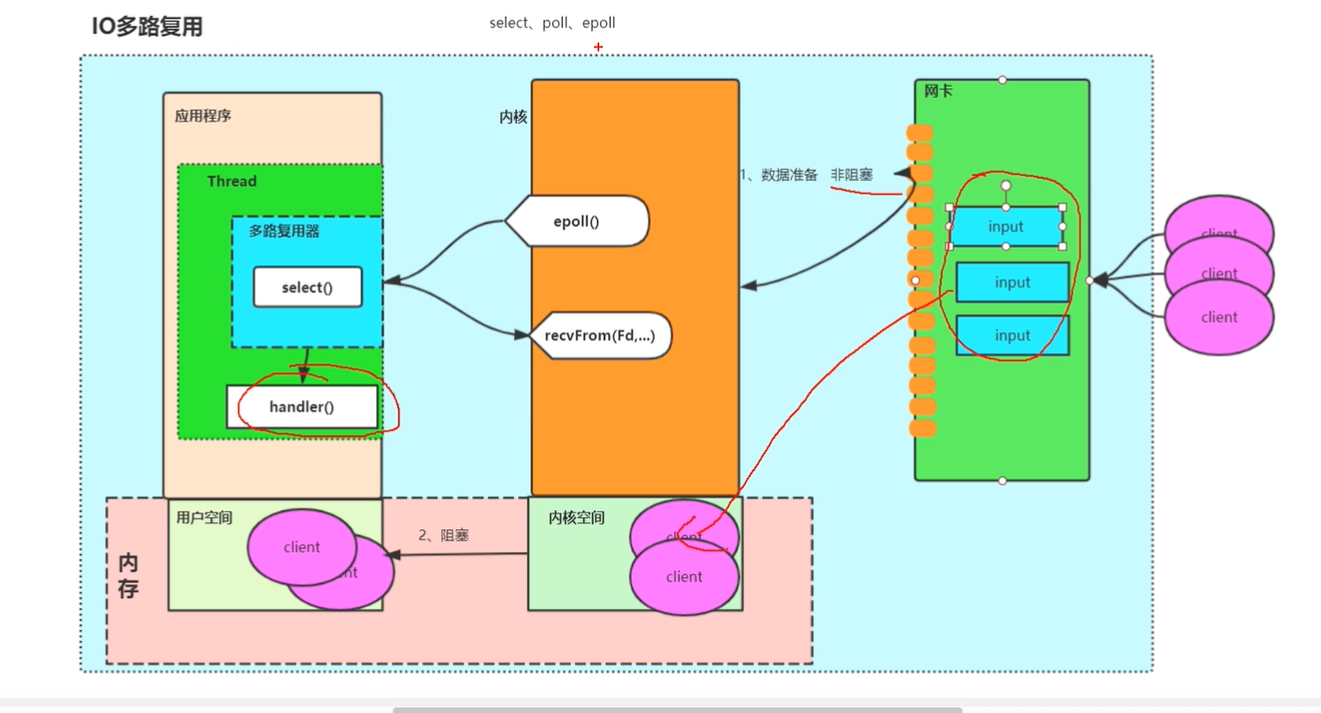 IO多路复用
select、poll、epoll
应用程序
Thread
多路复用器
select()
handler()
内核
epoll()
recvFrom(Fd,...)
1、数据准备 非阻塞
网卡
input
input
input
client
client
client
内
存
用户空间
client
nt
2、阻塞
内核空间
client
client